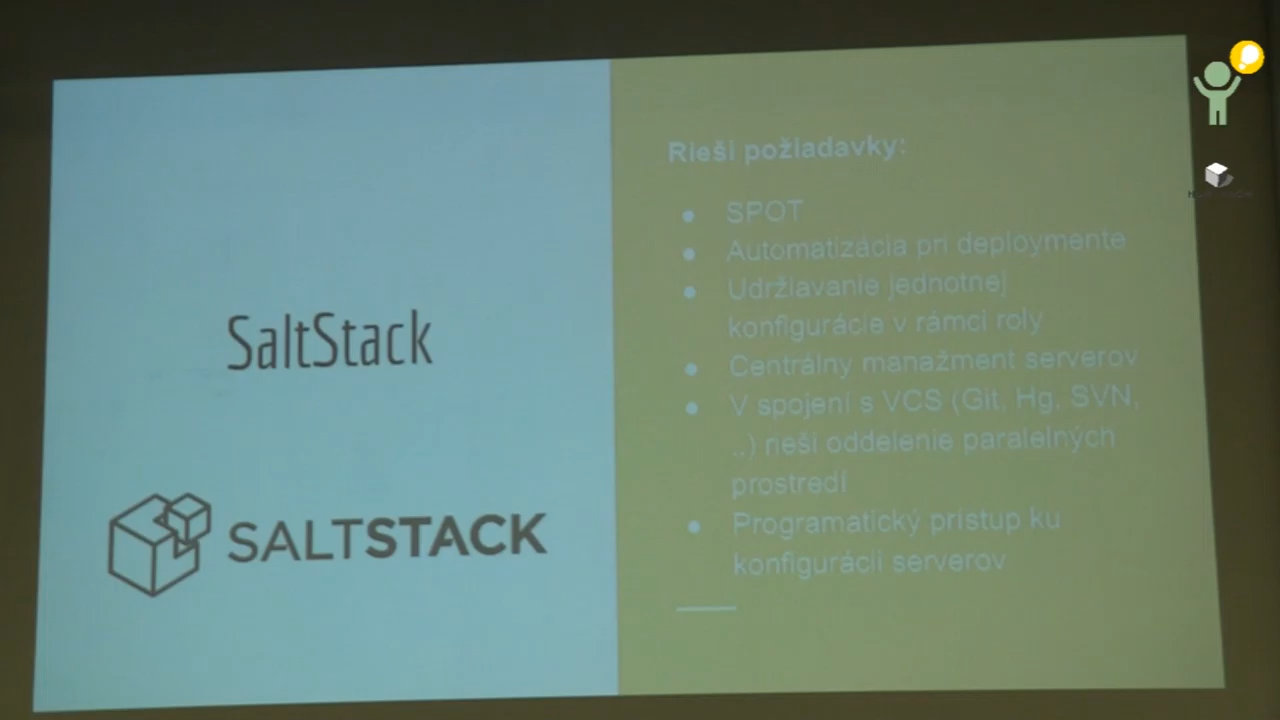 SaltStack
SALTSTACK
Rieši požiadavky:
● SPOT
● Automatizácia pri deploymente
● Udržiavanie jednotnej
konfigurácie v rámci roly
● Centrálny manažment serverov
● V spojení s VCS (Git, Hg, SVN,
..) rieši oddelenie paralelných
prostredí
● Programatický prístup ku
konfigurácii serverov